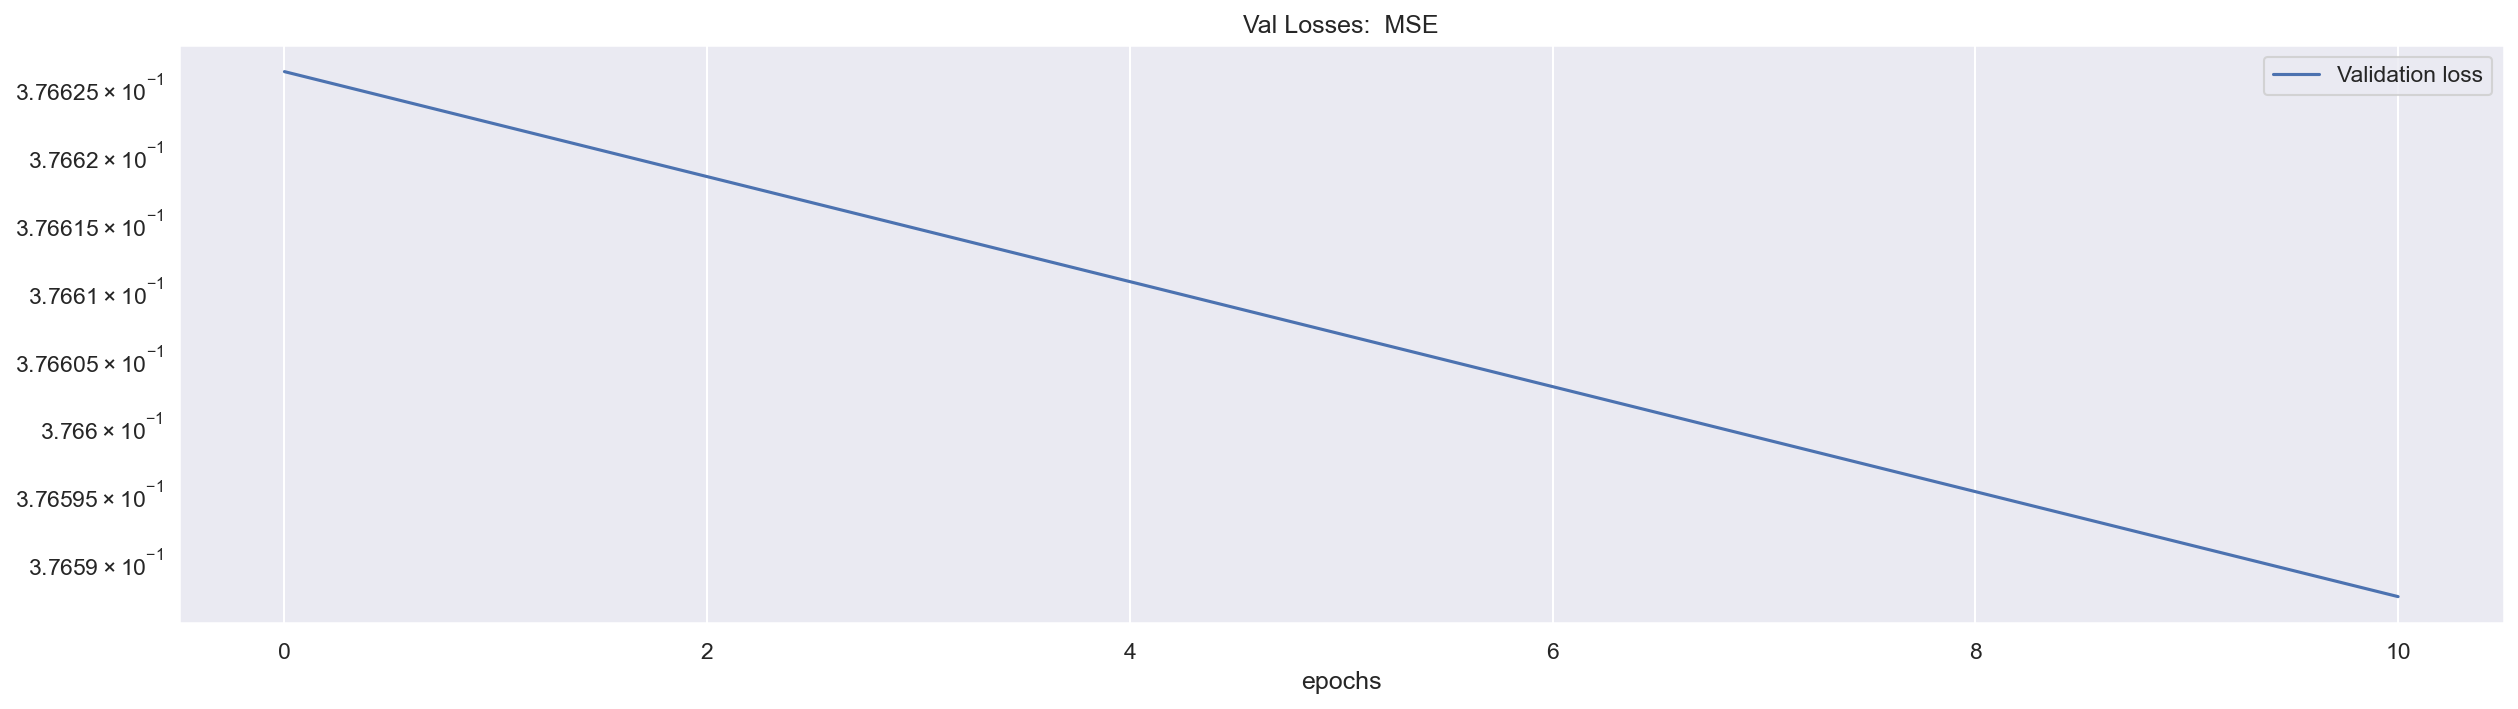 Val Losses:  MSE
Validation loss
3.76625 × 10⁻¹
3.7662 × 10⁻¹
3.76615 × 10⁻¹
3.7661 × 10⁻¹
3.76605 × 10⁻¹
3.766 × 10⁻¹
3.76595 × 10⁻¹
3.7659 × 10⁻¹
0 2 4 6 8 10
epochs